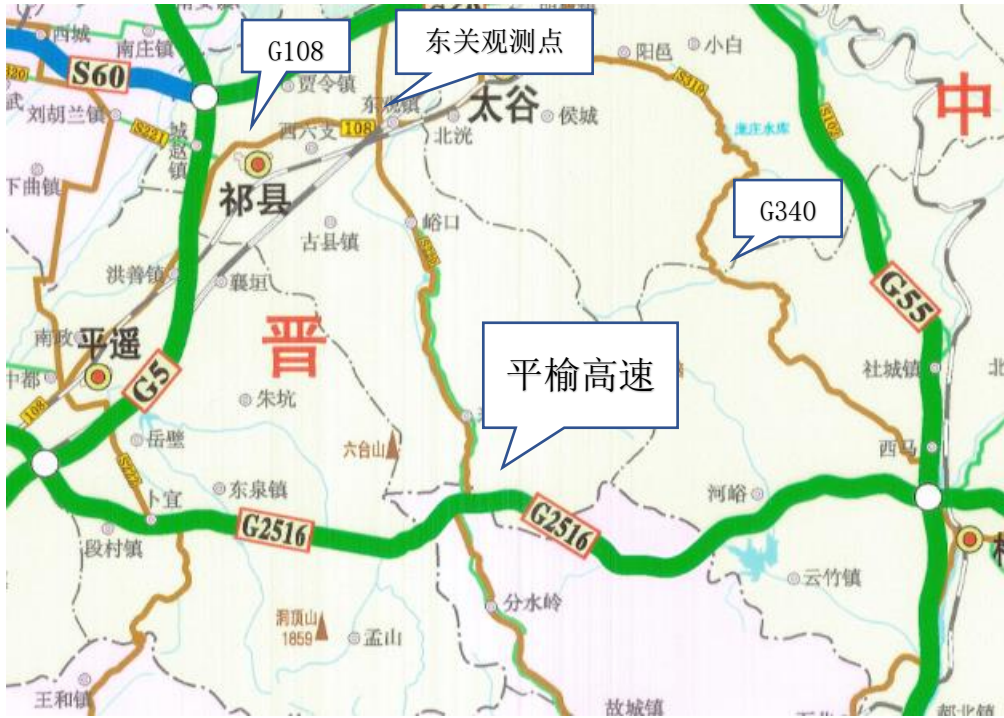 西城
南庄镇
S60
G108
东关观测点
阳邑
小白
S319
贾令镇
刘胡兰镇
S221
城赵镇
西六支
108
东观镇
北洸
太谷
侯城
庞庄水库
S102
中
下曲镇
祁县
古县镇
峪口
G340
洪善镇
襄垣
G55
南政
平遥
晋
中都
108
G5
朱坑
平榆高速
社城镇
岳壁
六台山
西马
卜宜
东泉镇
河峪
段村镇
G2516
G2516
云竹镇
分水岭
洞顶山
1859
孟山
王和镇
故城镇